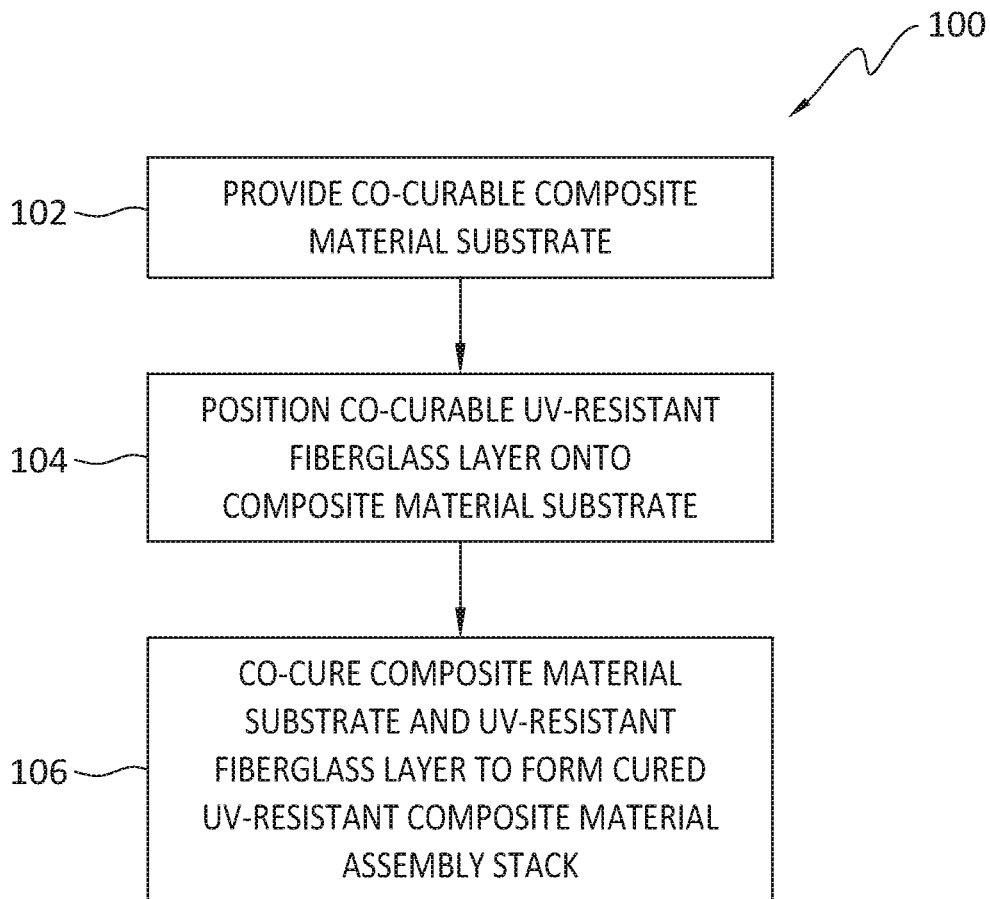 100
102
PROVIDE CO-CURABLE COMPOSITE
MATERIAL SUBSTRATE
104
POSITION CO-CURABLE UV-RESISTANT
FIBERGLASS LAYER ONTO
COMPOSITE MATERIAL SUBSTRATE
106
CO-CURE COMPOSITE MATERIAL
SUBSTRATE AND UV-RESISTANT
FIBERGLASS LAYER TO FORM CURED
UV-RESISTANT COMPOSITE MATERIAL
ASSEMBLY STACK